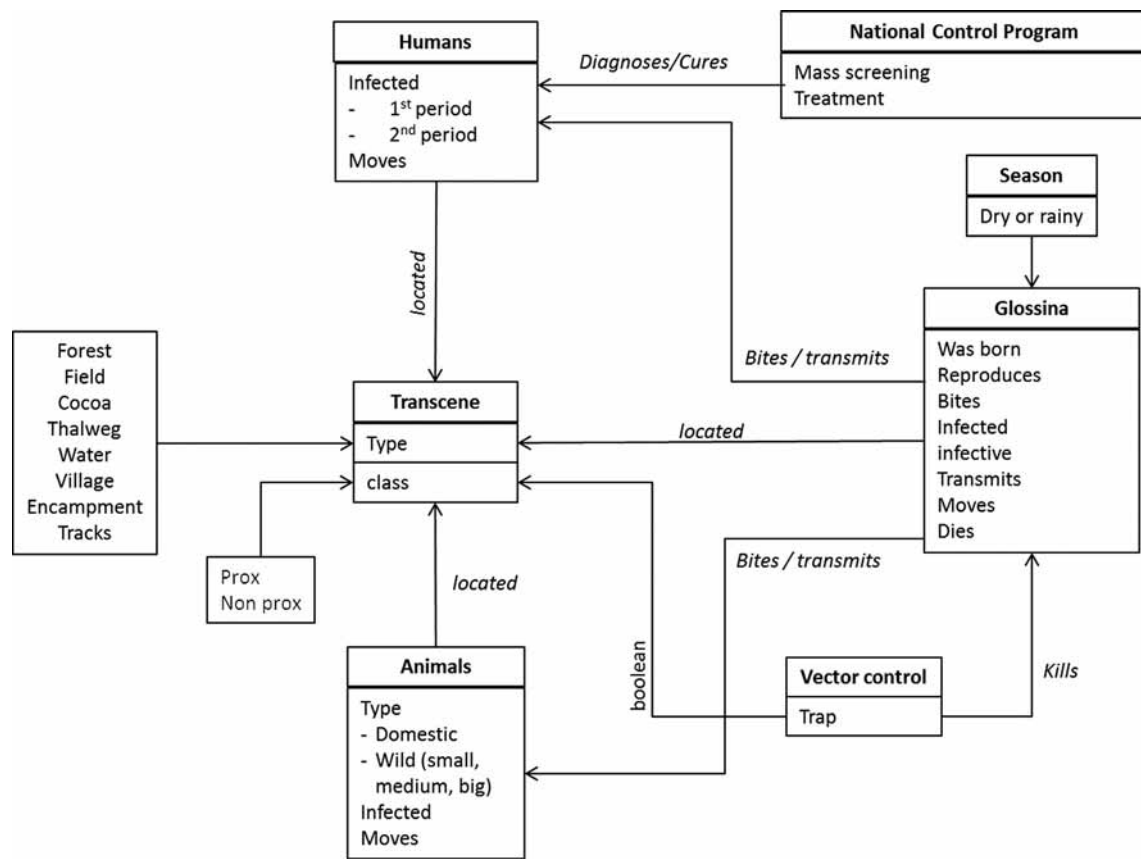 Humans
Infected
- 1st period
- 2nd period
Moves
Diagnoses/Cures
National Control Program
Mass screening
Treatment
Season
Dry or rainy
located
Bites / transmits
Glossina
Was born
Reproduces
Bites
Infected
infective
Transmits
Moves
Dies
Forest
Field
Cocoa
Thalweg
Water
Village
Encampment
Tracks
Transcene
Type
class
located
Prox
Non prox
located
Bites / transmits
boolean
Animals
Type
- Domestic
- Wild (small,
medium, big)
Infected
Moves
Vector control
Trap
Kills